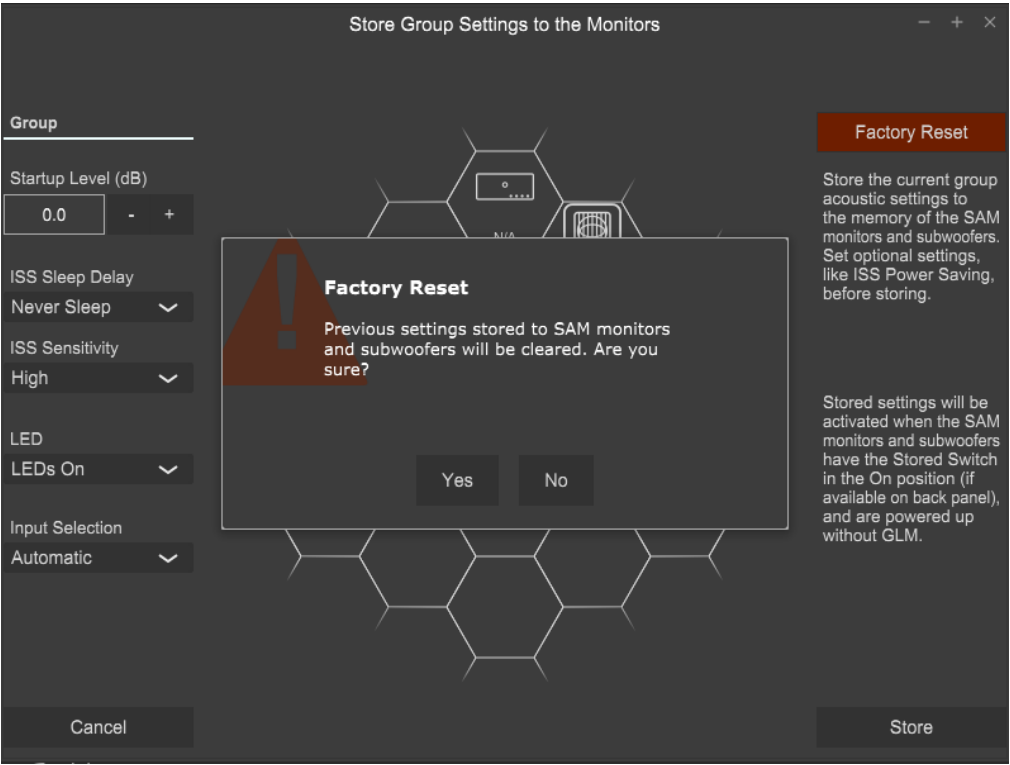 Store Group Settings to the Monitors
Group
Startup Level (dB)
0.0 - +
ISS Sleep Delay
Never Sleep
ISS Sensitivity
High
LED
LEDs On
Input Selection
Automatic
Cancel
N/A
Factory Reset
Previous settings stored to SAM monitors
and subwoofers will be cleared. Are you
sure?
Yes No
Factory Reset
Store the current group
acoustic settings to
the memory of the SAM
monitors and subwoofers.
Set optional settings,
like ISS Power Saving,
before storing.
Stored settings will be
activated when the SAM
monitors and subwoofers
have the Stored Switch
in the On position (if
available on back panel),
and are powered up
without GLM.
Store